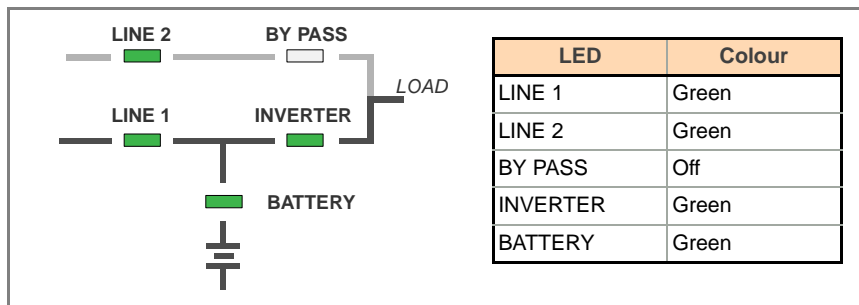 LINE 2 BY PASS
LOAD
LINE 1 INVERTER
BATTERY
LED Colour
LINE 1 Green
LINE 2 Green
BY PASS Off
INVERTER Green
BATTERY Green